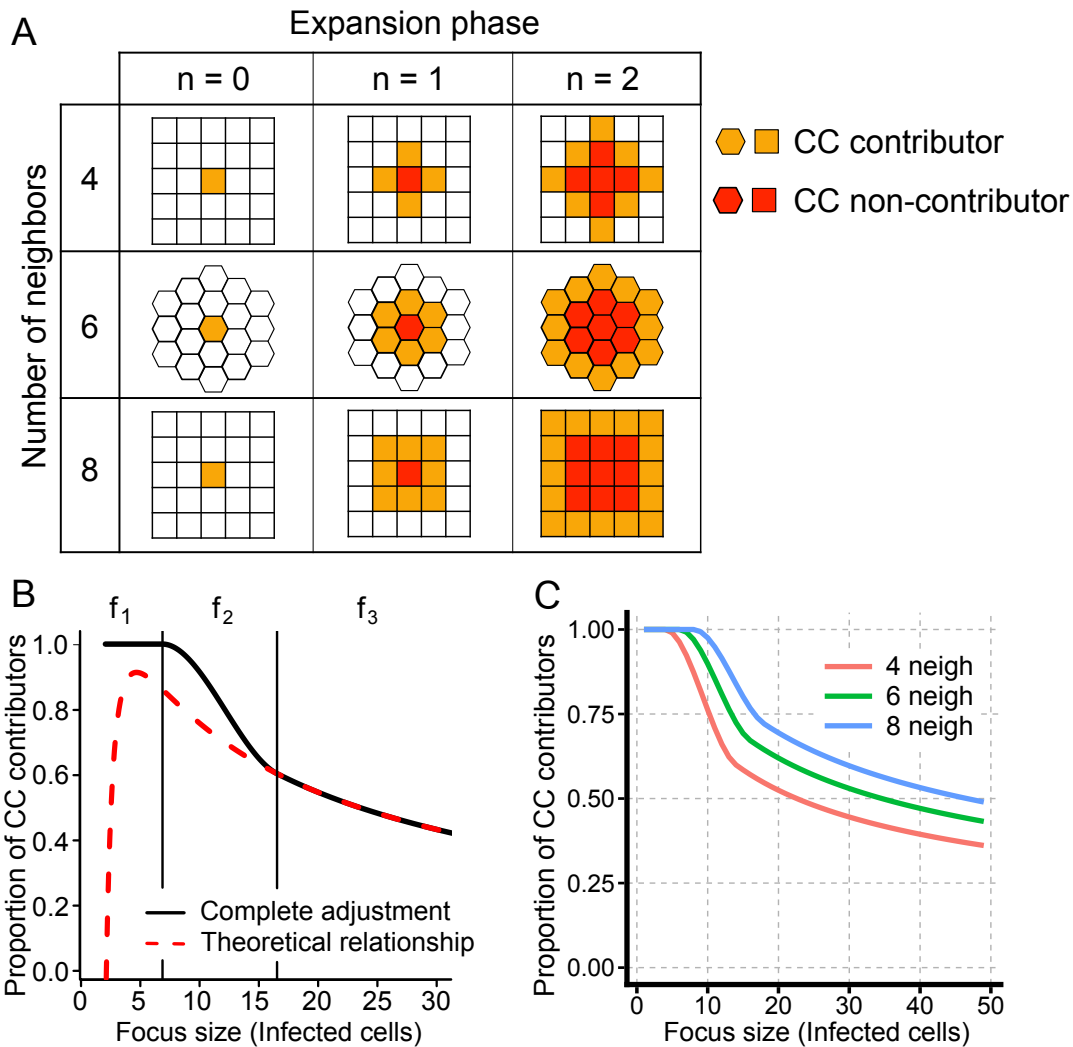 A
Expansion phase
n = 0 n = 1 n = 2
Number of neighbors
4
6
8
CC contributor
CC non-contributor
B
f1 f2 f3
Proportion of CC contributors
1.0
0.8
0.6
0.4
0.2
0.0
Complete adjustment
Theoretical relationship
0 5 10 15 20 25 30
Focus size (Infected cells)
C
Proportion of CC contributors
1.00
0.75
0.50
0.25
0.00
4 neigh
6 neigh
8 neigh
0 10 20 30 40 50
Focus size (Infected cells)